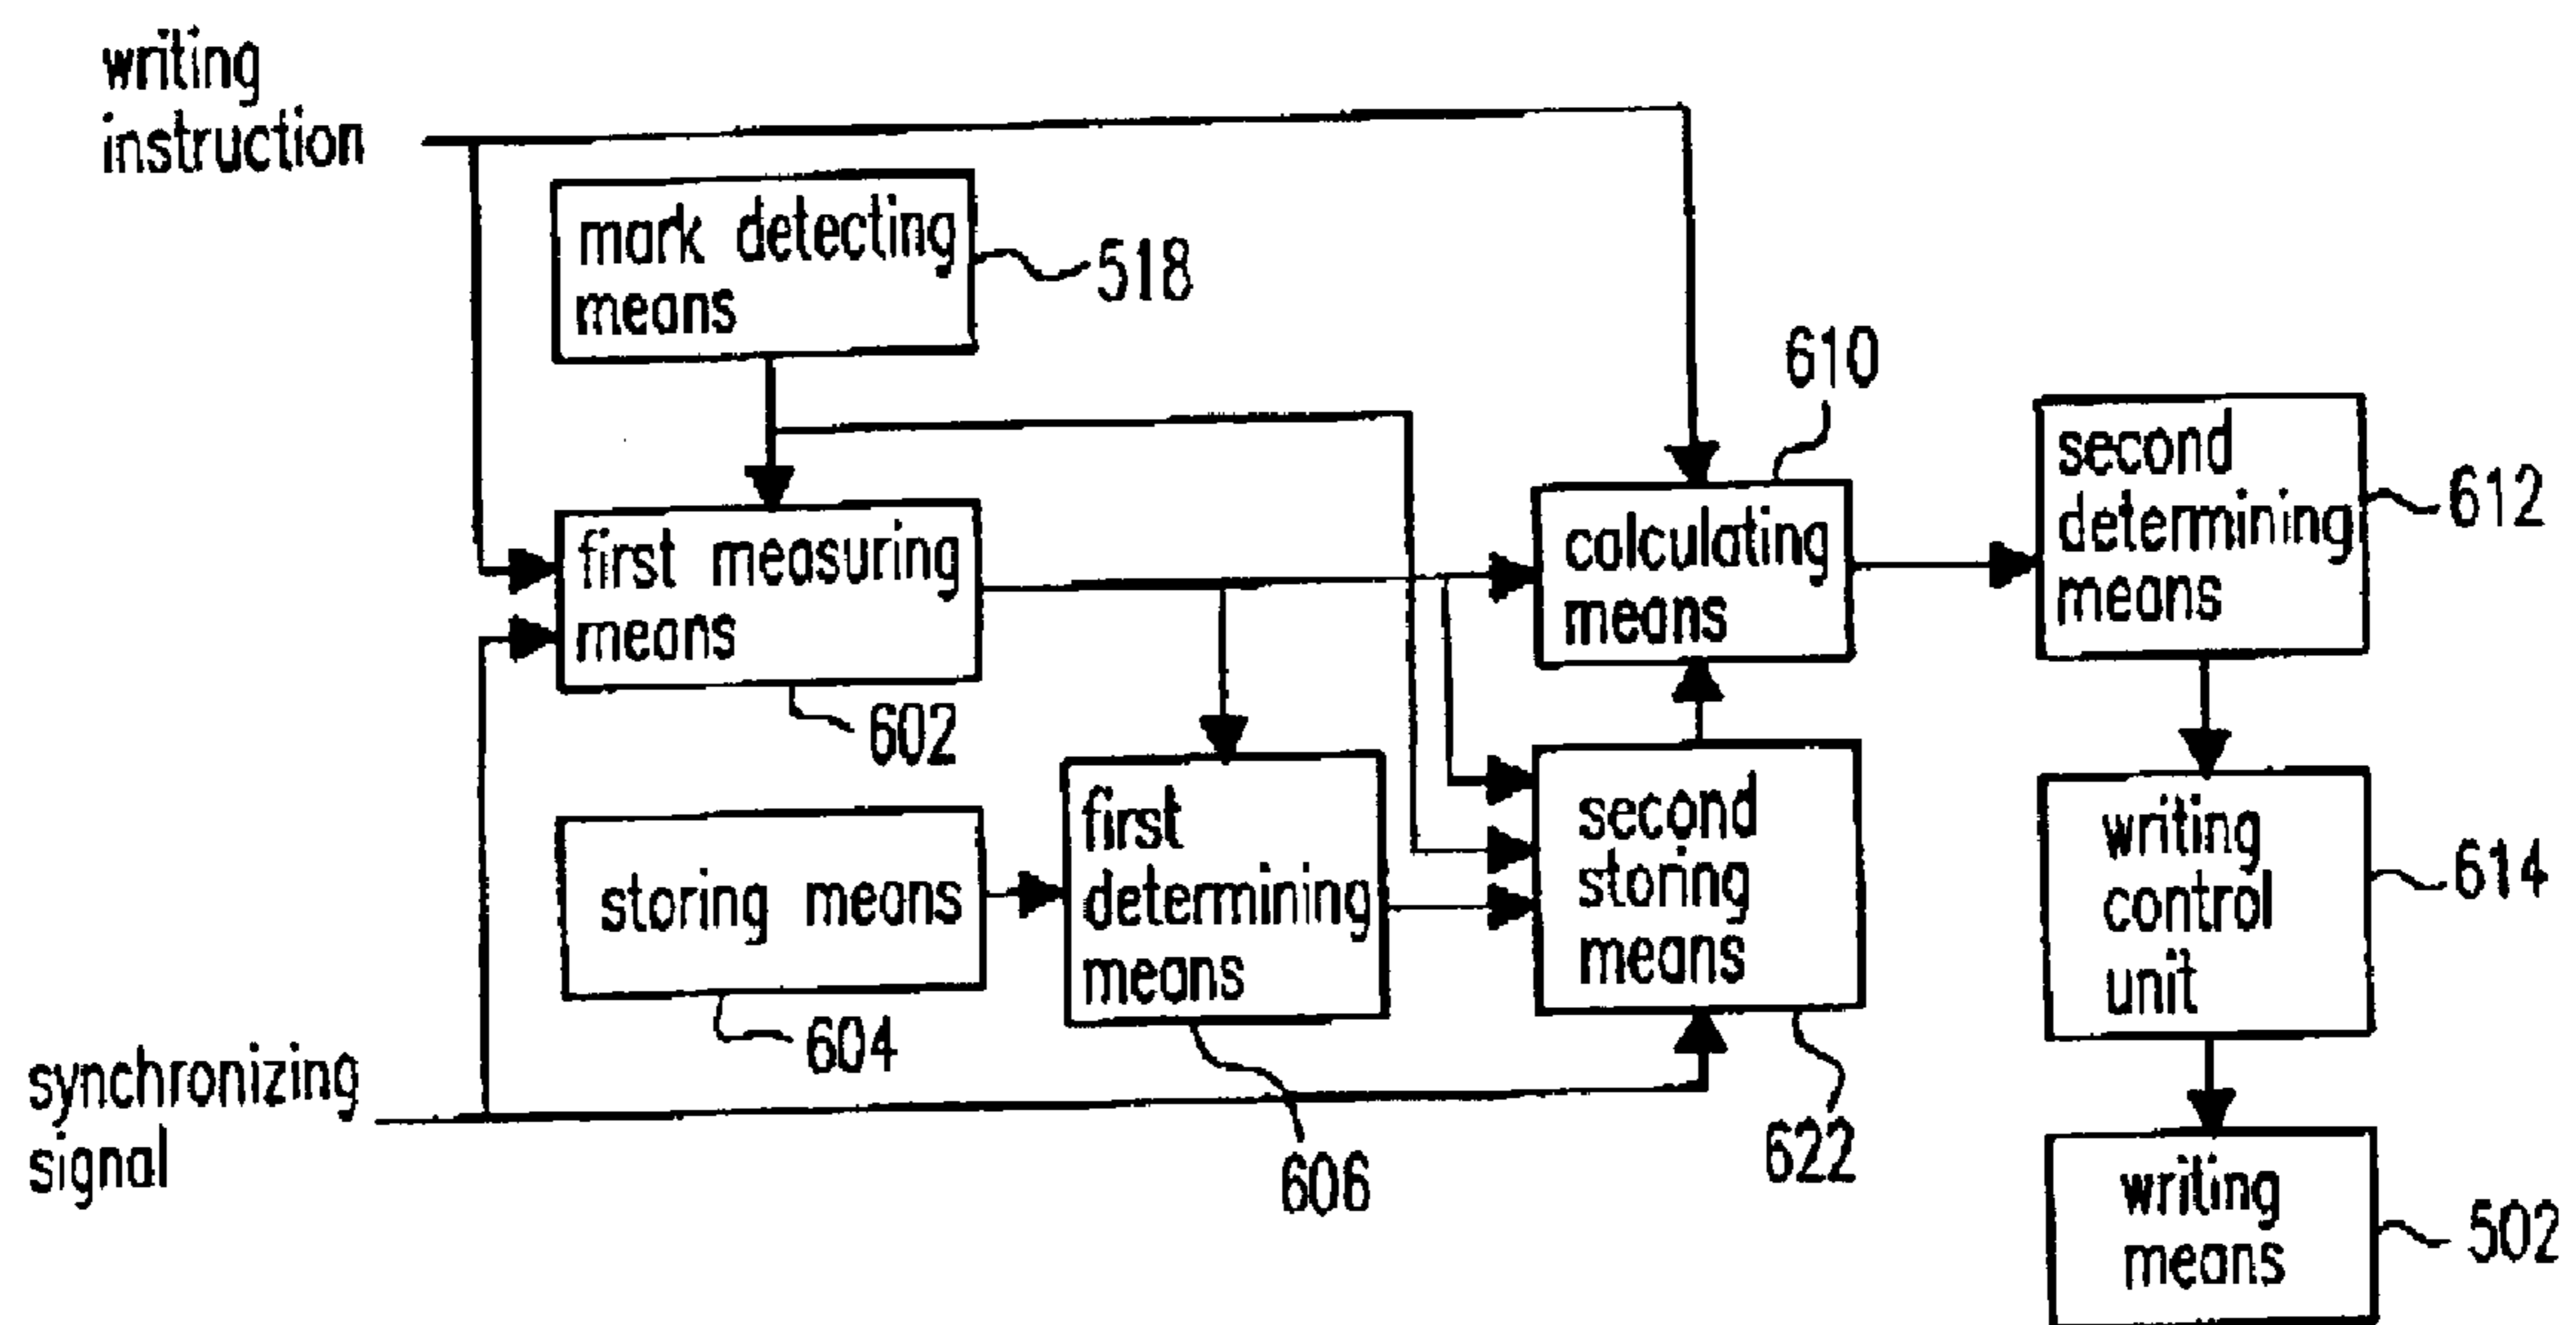 writing
instruction
mark detecting
means
518
610
second
determining
means
612
first measuring
means
602
calculating
means
storing means
604
first
determining
means
606
second
storing
means
622
writing
control
unit
614
synchronizing
signal
writing
means
502